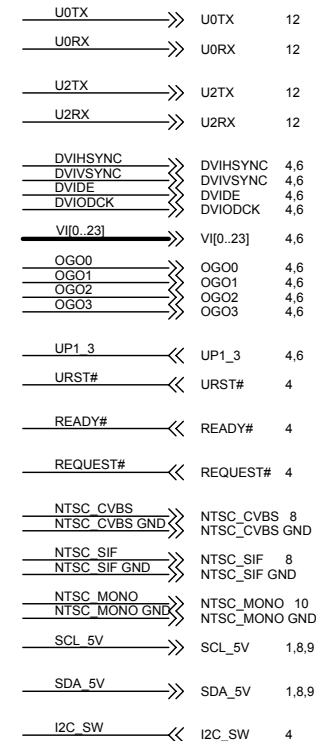 U0TX U0TX 12
U0RX U0RX 12
U2TX U2TX 12
U2RX U2RX 12
DVIHSYNC DVIHSYNC 4,6
DVIVSYNC DVIVSYNC 4,6
DVIDE DVIDE 4,6
DVIODCK DVIODCK 4,6
VI[0..23] VI[0..23] 4,6
OGO0 OGO0 4,6
OGO1 OGO1 4,6
OGO2 OGO2 4,6
OGO3 OGO3 4,6
UP1_3 UP1_3 4,6
URST# URST# 4
READY# READY# 4
REQUEST# REQUEST# 4
NTSC_CVBS NTSC_CVBS 8
NTSC_CVBS GND NTSC_CVBS GND
NTSC_SIF NTSC_SIF 8
NTSC_SIF GND NTSC_SIF GND
NTSC_MONO NTSC_MONO 10
NTSC_MONO GND NTSC_MONO GND
SCL_5V SCL_5V 1,8,9
SDA_5V SDA_5V 1,8,9
I2C_SW I2C_SW 4